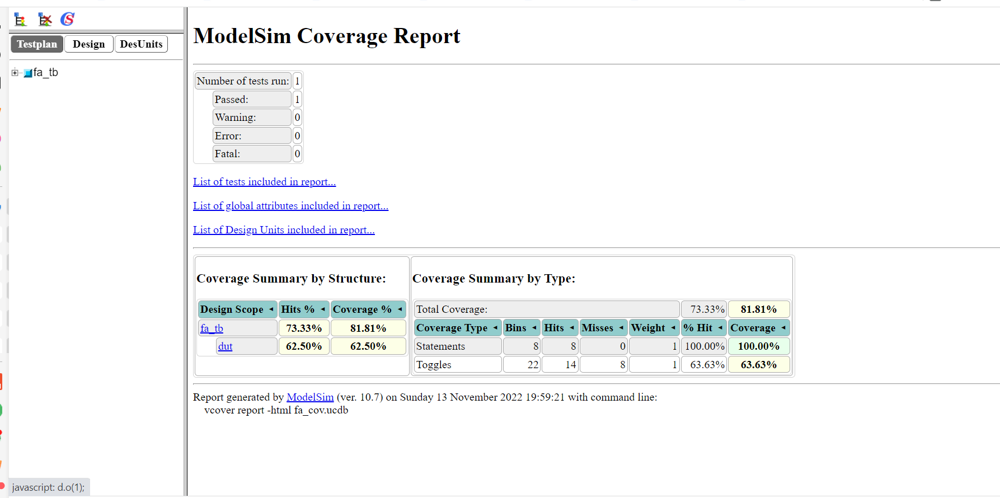 Testplan Design DesUnits
fa_tb
ModelSim Coverage Report
Number of tests run: 1
Passed: 1
Warning: 0
Error: 0
Fatal: 0
List of tests included in report...
List of global attributes included in report...
List of Design Units included in report...
Coverage Summary by Structure:
Design Scope Hits % Coverage %
fa_tb 73.33% 81.81%
dut 62.50% 62.50%
Coverage Summary by Type:
Total Coverage: 73.33% 81.81%
Coverage Type Bins Hits Misses Weight % Hit Coverage
Statements 8 8 0 1 100.00% 100.00%
Toggles 22 14 8 1 63.63% 63.63%
Report generated by ModelSim (ver. 10.7) on Sunday 13 November 2022 19:59:21 with command line:
vcover report -html fa_cov.ucdb
javascript: d.o(1);